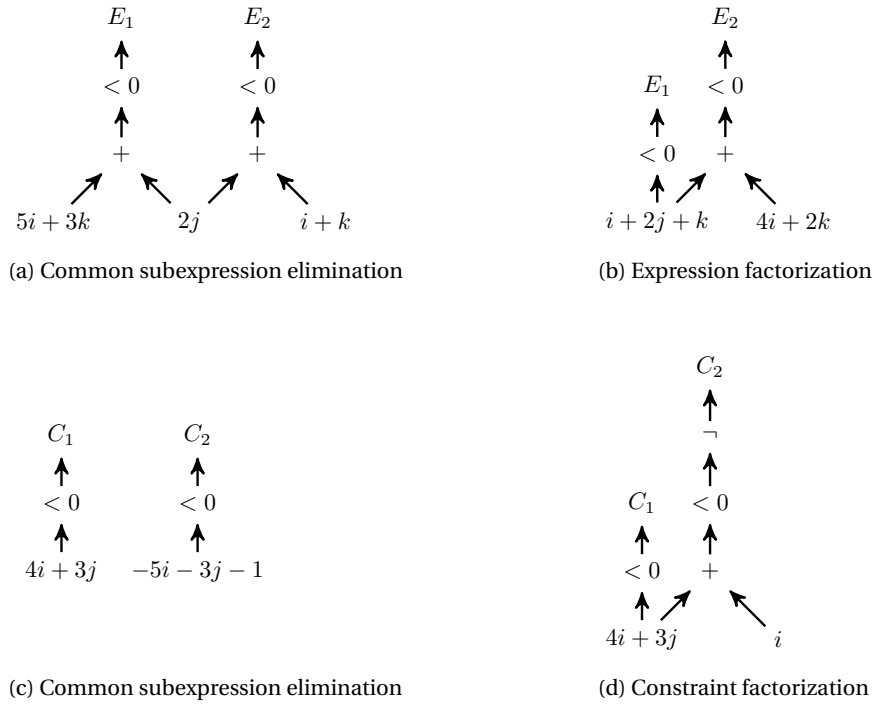 E₁ E₂
< 0 < 0
+ +
5i + 3k 2j i + k
(a) Common subexpression elimination
E₂
E₁ < 0
< 0 +
i + 2j + k 4i + 2k
(b) Expression factorization
C₁ C₂
< 0 < 0
4i + 3j −5i − 3j − 1
(c) Common subexpression elimination
C₂
¬
C₁ < 0
< 0 +
4i + 3j i
(d) Constraint factorization